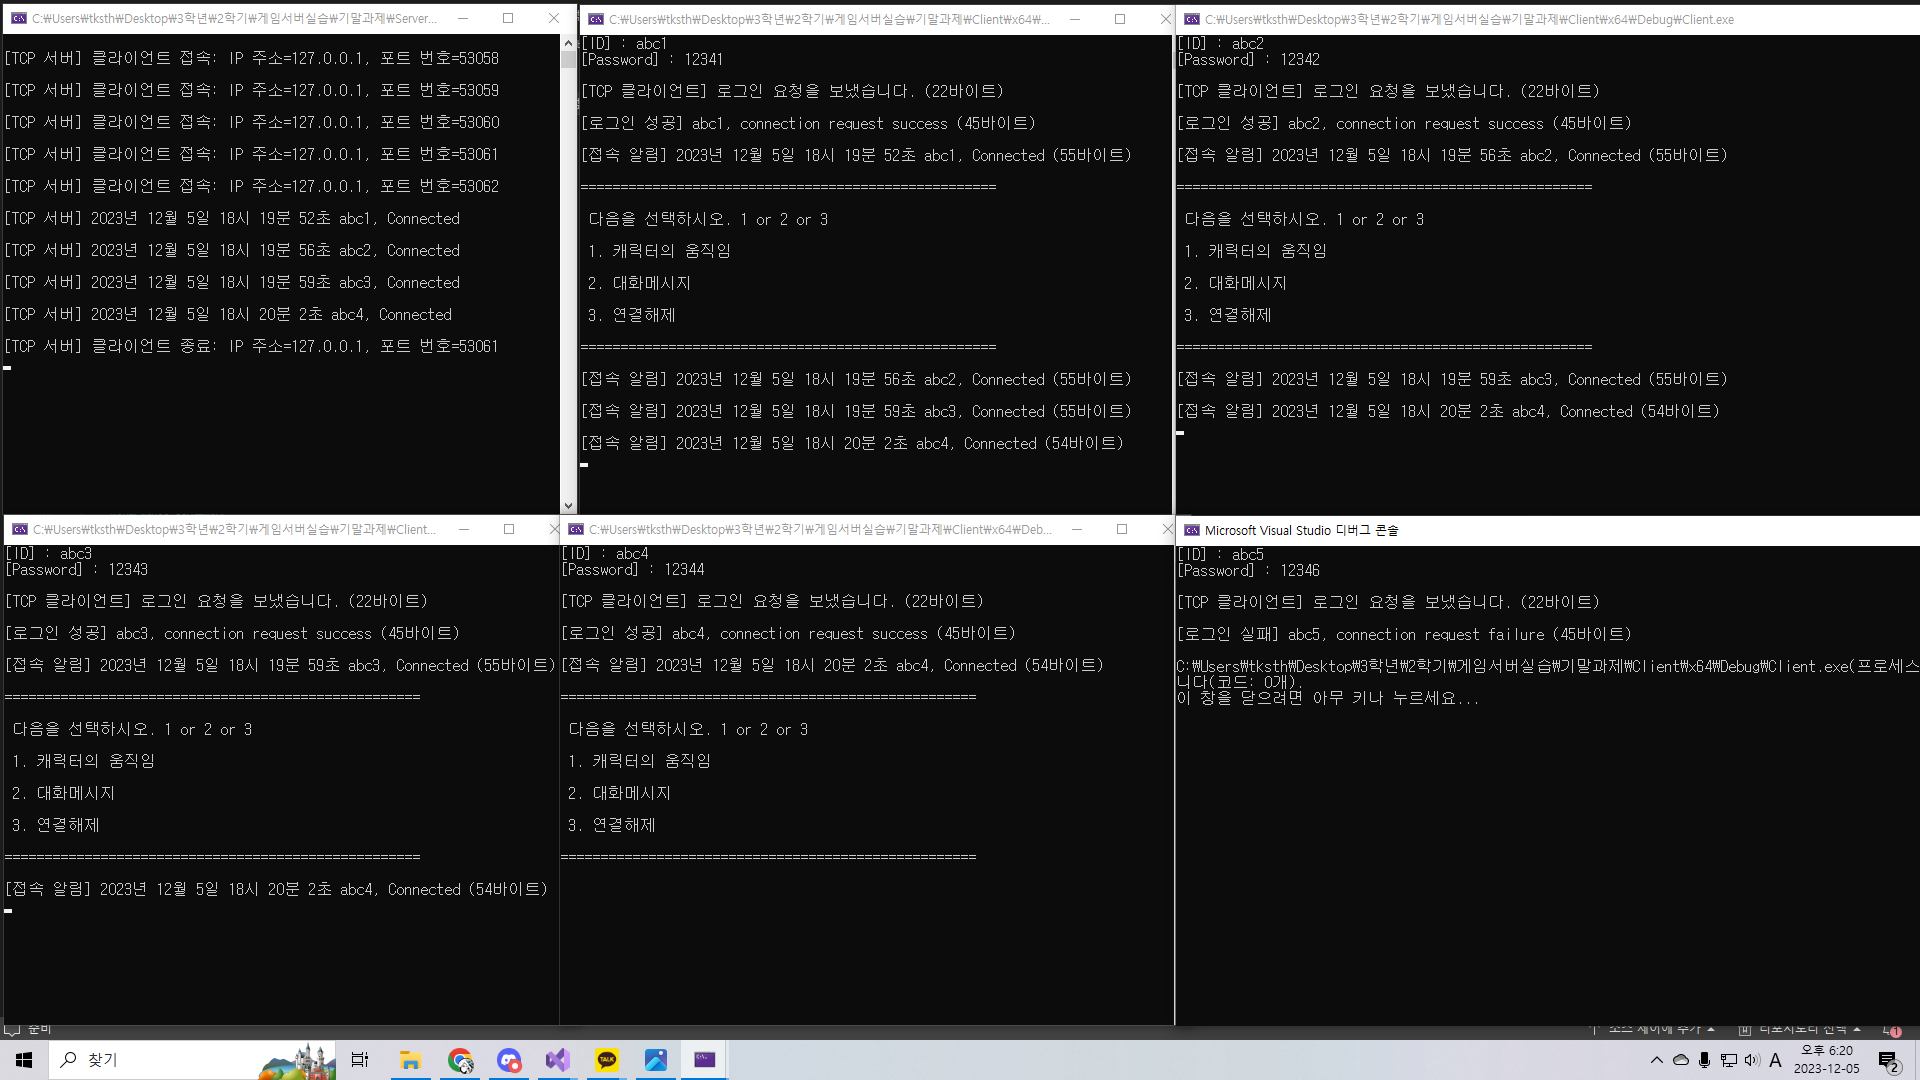 C:₩Users₩tksth₩Desktop₩3학년₩2학기₩게임서버실습₩기말과제₩Server...
[TCP 서버] 클라이언트 접속: IP 주소=127.0.0.1, 포트 번호=53058
[TCP 서버] 클라이언트 접속: IP 주소=127.0.0.1, 포트 번호=53059
[TCP 서버] 클라이언트 접속: IP 주소=127.0.0.1, 포트 번호=53060
[TCP 서버] 클라이언트 접속: IP 주소=127.0.0.1, 포트 번호=53061
[TCP 서버] 클라이언트 접속: IP 주소=127.0.0.1, 포트 번호=53062
[TCP 서버] 2023년 12월 5일 18시 19분 52초 abc1, Connected
[TCP 서버] 2023년 12월 5일 18시 19분 56초 abc2, Connected
[TCP 서버] 2023년 12월 5일 18시 19분 59초 abc3, Connected
[TCP 서버] 2023년 12월 5일 18시 20분 2초 abc4, Connected
[TCP 서버] 클라이언트 종료: IP 주소=127.0.0.1, 포트 번호=53061
C:₩Users₩tksth₩Desktop₩3학년₩2학기₩게임서버실습₩기말과제₩Client₩x64₩...
[ID] : abc1
[Password] : 12341
[TCP 클라이언트] 로그인 요청을 보냈습니다. (22바이트)
[로그인 성공] abc1, connection request success (45바이트)
[접속 알림] 2023년 12월 5일 18시 19분 52초 abc1, Connected (55바이트)
====================================================
다음을 선택하시오. 1 or 2 or 3
1. 캐릭터의 움직임
2. 대화메시지
3. 연결해제
====================================================
[접속 알림] 2023년 12월 5일 18시 19분 56초 abc2, Connected (55바이트)
[접속 알림] 2023년 12월 5일 18시 19분 59초 abc3, Connected (55바이트)
[접속 알림] 2023년 12월 5일 18시 20분 2초 abc4, Connected (54바이트)
C:₩Users₩tksth₩Desktop₩3학년₩2학기₩게임서버실습₩기말과제₩Client₩x64₩Debug₩Client.exe
[ID] : abc2
[Password] : 12342
[TCP 클라이언트] 로그인 요청을 보냈습니다. (22바이트)
[로그인 성공] abc2, connection request success (45바이트)
[접속 알림] 2023년 12월 5일 18시 19분 56초 abc2, Connected (55바이트)
====================================================
다음을 선택하시오. 1 or 2 or 3
1. 캐릭터의 움직임
2. 대화메시지
3. 연결해제
====================================================
[접속 알림] 2023년 12월 5일 18시 19분 59초 abc3, Connected (55바이트)
[접속 알림] 2023년 12월 5일 18시 20분 2초 abc4, Connected (54바이트)
C:₩Users₩tksth₩Desktop₩3학년₩2학기₩게임서버실습₩기말과제₩Client...
[ID] : abc3
[Password] : 12343
[TCP 클라이언트] 로그인 요청을 보냈습니다. (22바이트)
[로그인 성공] abc3, connection request success (45바이트)
[접속 알림] 2023년 12월 5일 18시 19분 59초 abc3, Connected (55바이트)
====================================================
다음을 선택하시오. 1 or 2 or 3
1. 캐릭터의 움직임
2. 대화메시지
3. 연결해제
====================================================
[접속 알림] 2023년 12월 5일 18시 20분 2초 abc4, Connected (54바이트)
C:₩Users₩tksth₩Desktop₩3학년₩2학기₩게임서버실습₩기말과제₩Client₩x64₩Deb...
[ID] : abc4
[Password] : 12344
[TCP 클라이언트] 로그인 요청을 보냈습니다. (22바이트)
[로그인 성공] abc4, connection request success (45바이트)
[접속 알림] 2023년 12월 5일 18시 20분 2초 abc4, Connected (54바이트)
====================================================
다음을 선택하시오. 1 or 2 or 3
1. 캐릭터의 움직임
2. 대화메시지
3. 연결해제
====================================================
Microsoft Visual Studio 디버그 콘솔
[ID] : abc5
[Password] : 12346
[TCP 클라이언트] 로그인 요청을 보냈습니다. (22바이트)
[로그인 실패] abc5, connection request failure (45바이트)
C:₩Users₩tksth₩Desktop₩3학년₩2학기₩게임서버실습₩기말과제₩Client₩x64₩Debug₩Client.exe(프로세스
니다(코드: 0개).
이 창을 닫으려면 아무 키나 누르세요...
준비
소스 제어에 추가
리포지토리 선택
1
찾기
TALK
A
오후 6:20
2023-12-05
2